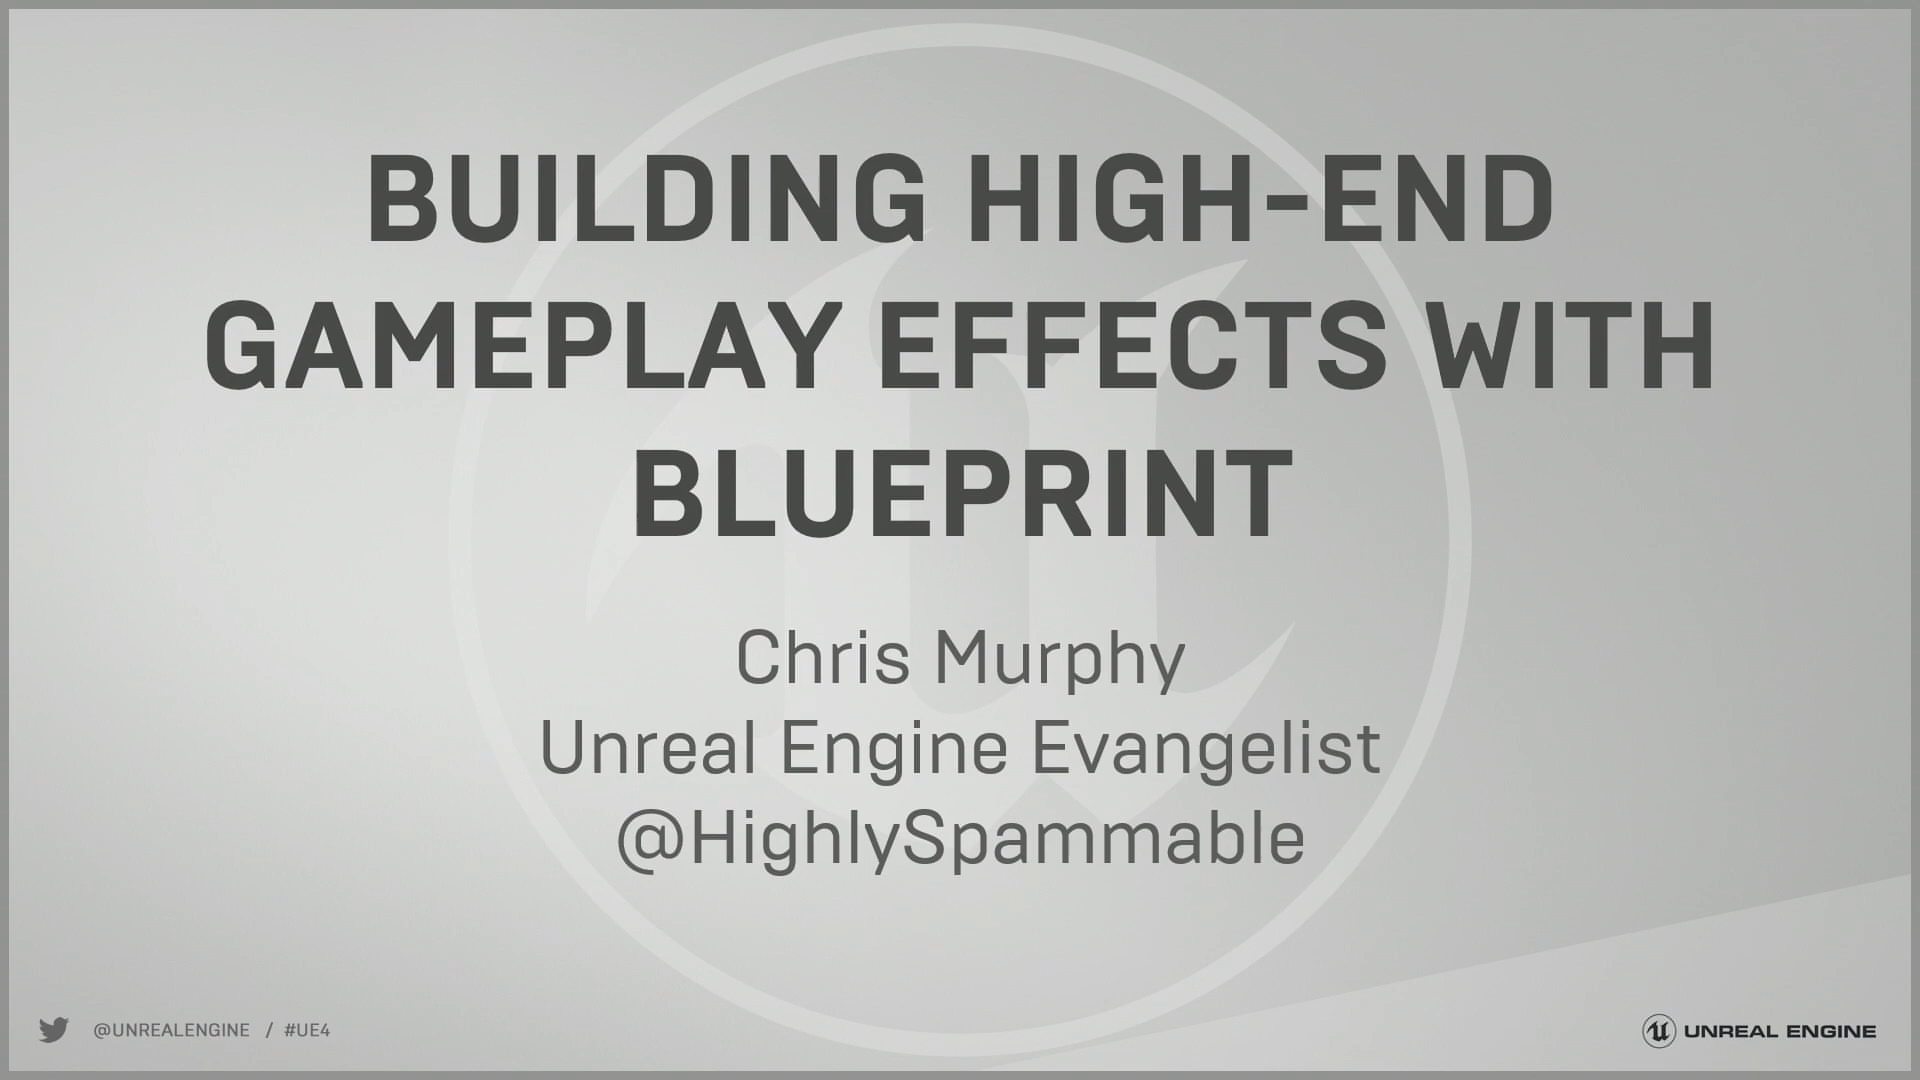 BUILDING HIGH-END
GAMEPLAY EFFECTS WITH
BLUEPRINT
Chris Murphy
Unreal Engine Evangelist
@HighlySpammable
@UNREALENGINE / #UE4
UNREAL ENGINE